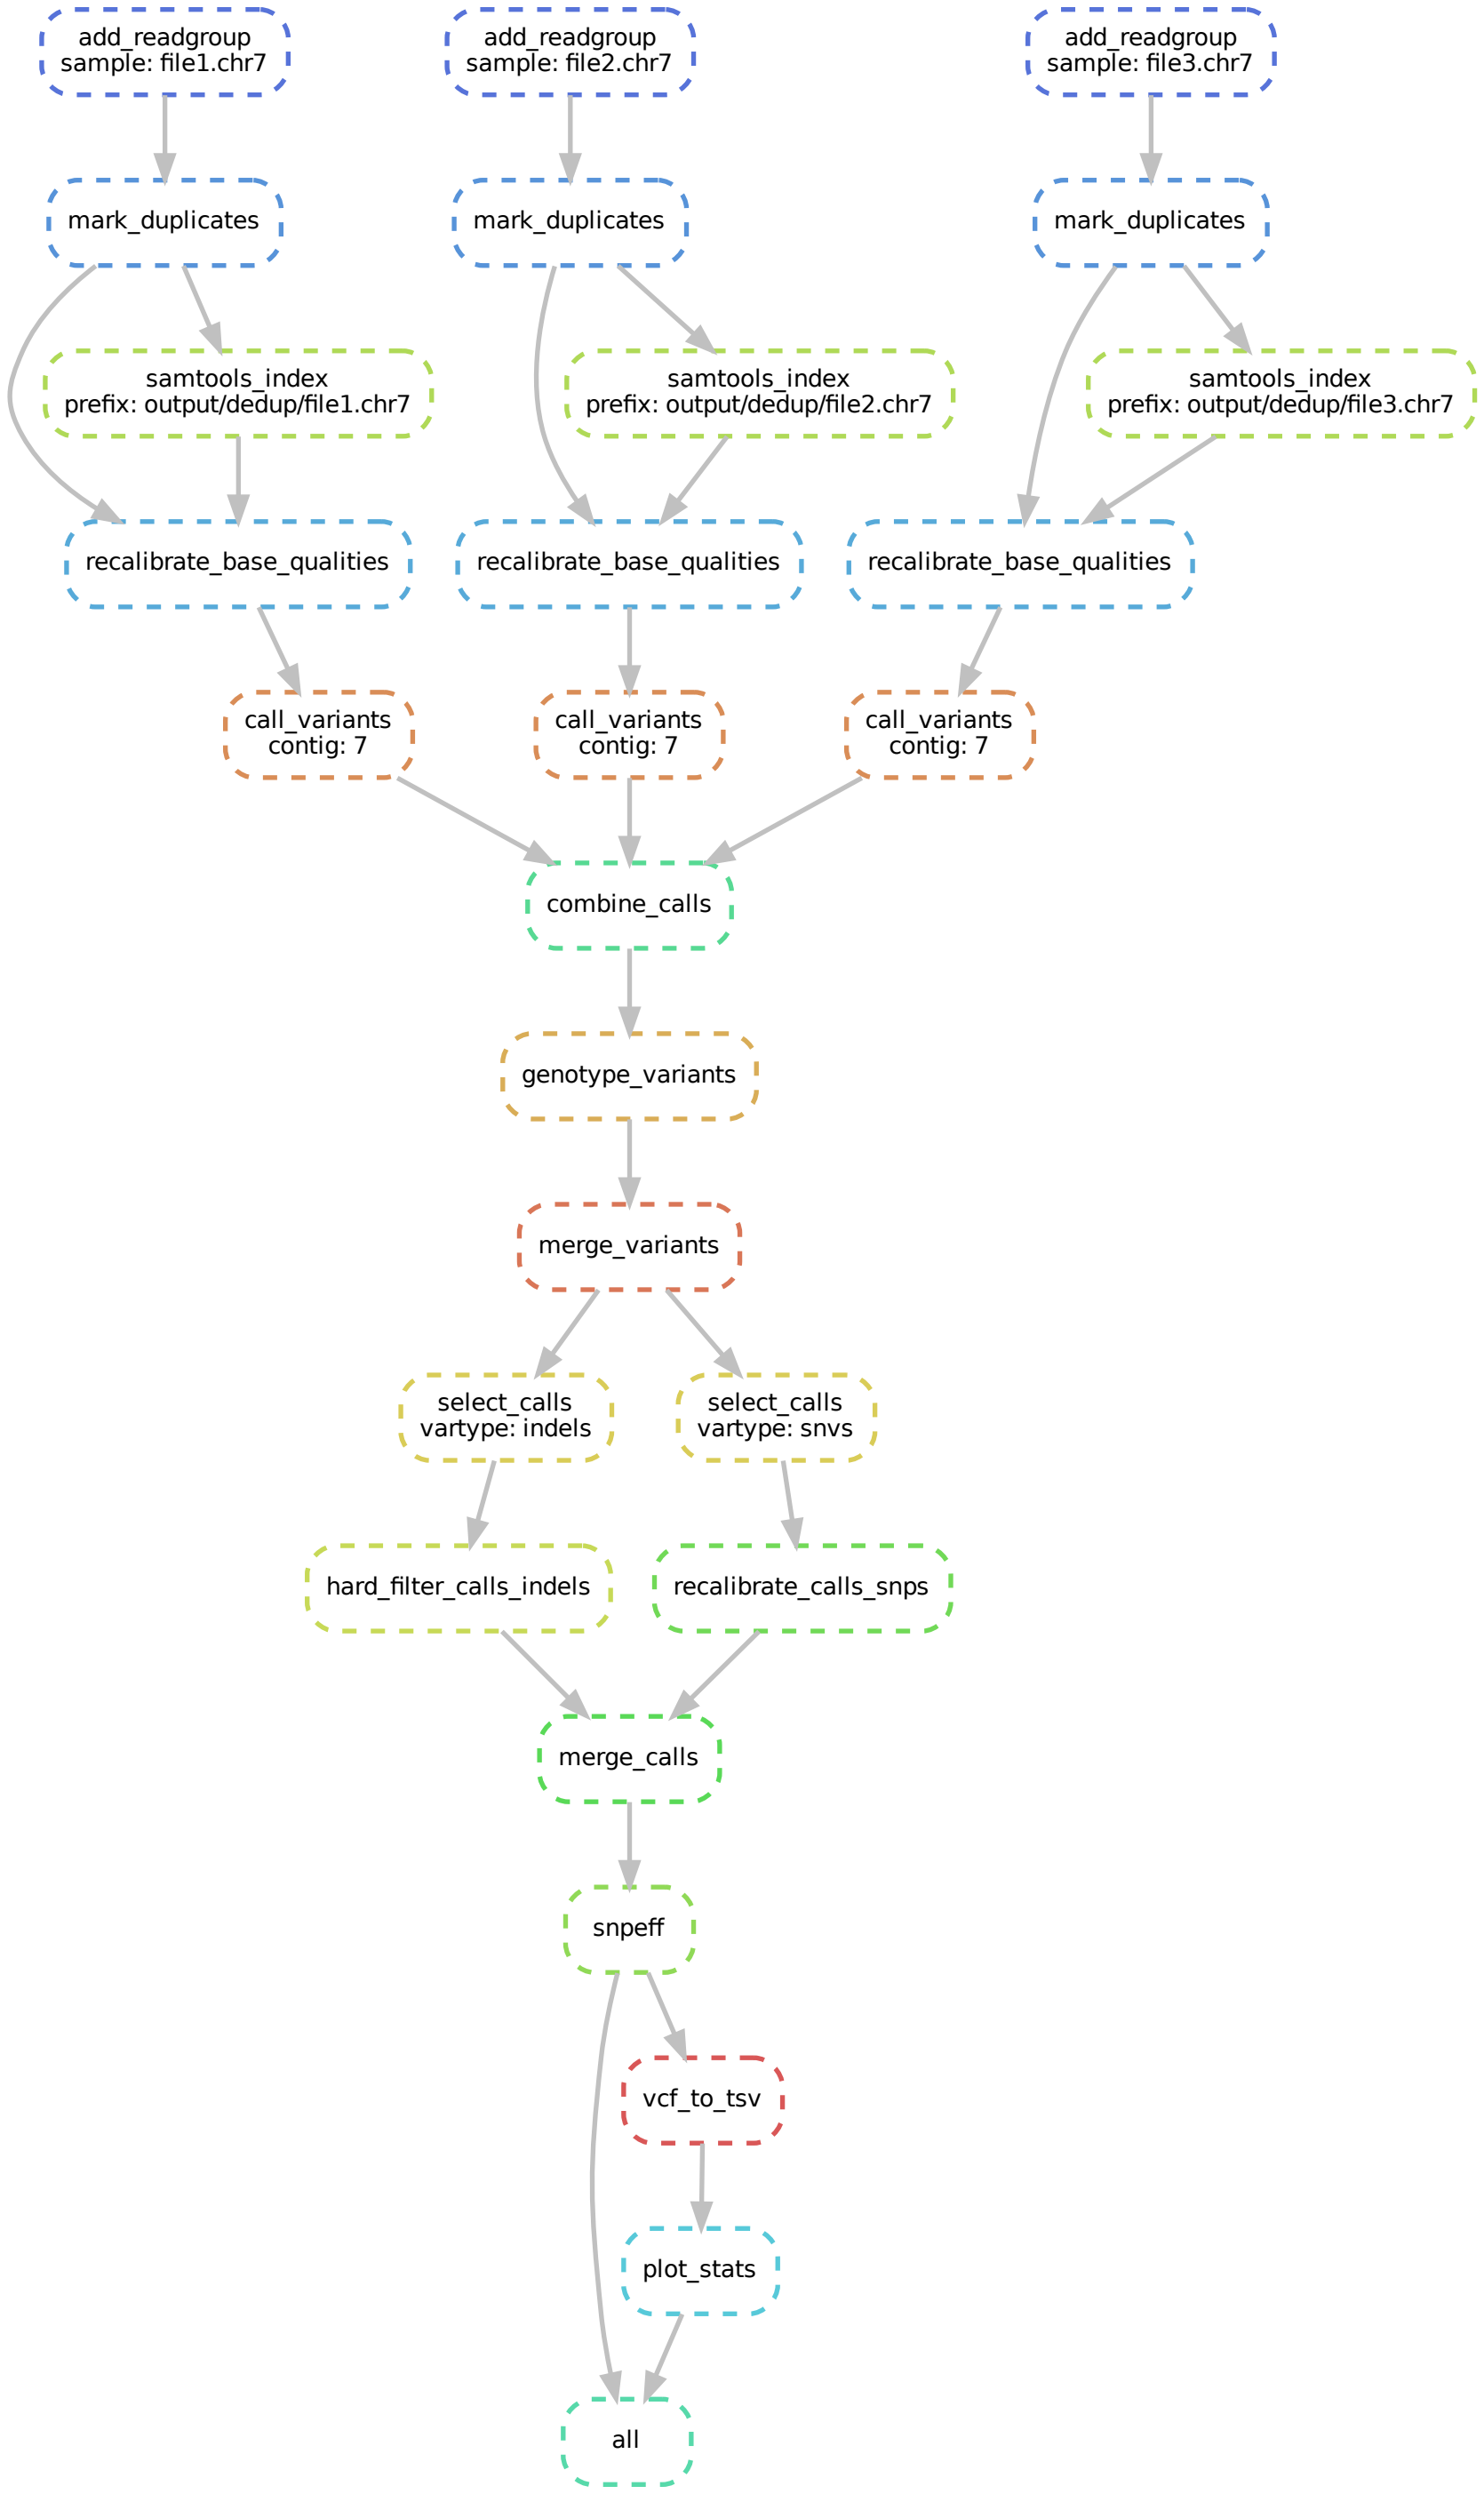 add_readgroup
sample: file1.chr7
add_readgroup
sample: file2.chr7
add_readgroup
sample: file3.chr7
mark_duplicates
mark_duplicates
mark_duplicates
samtools_index
prefix: output/dedup/file1.chr7
samtools_index
prefix: output/dedup/file2.chr7
samtools_index
prefix: output/dedup/file3.chr7
recalibrate_base_qualities
recalibrate_base_qualities
recalibrate_base_qualities
call_variants
contig: 7
call_variants
contig: 7
call_variants
contig: 7
combine_calls
genotype_variants
merge_variants
select_calls
vartype: indels
select_calls
vartype: snvs
hard_filter_calls_indels
recalibrate_calls_snps
merge_calls
snpeff
vcf_to_tsv
plot_stats
all